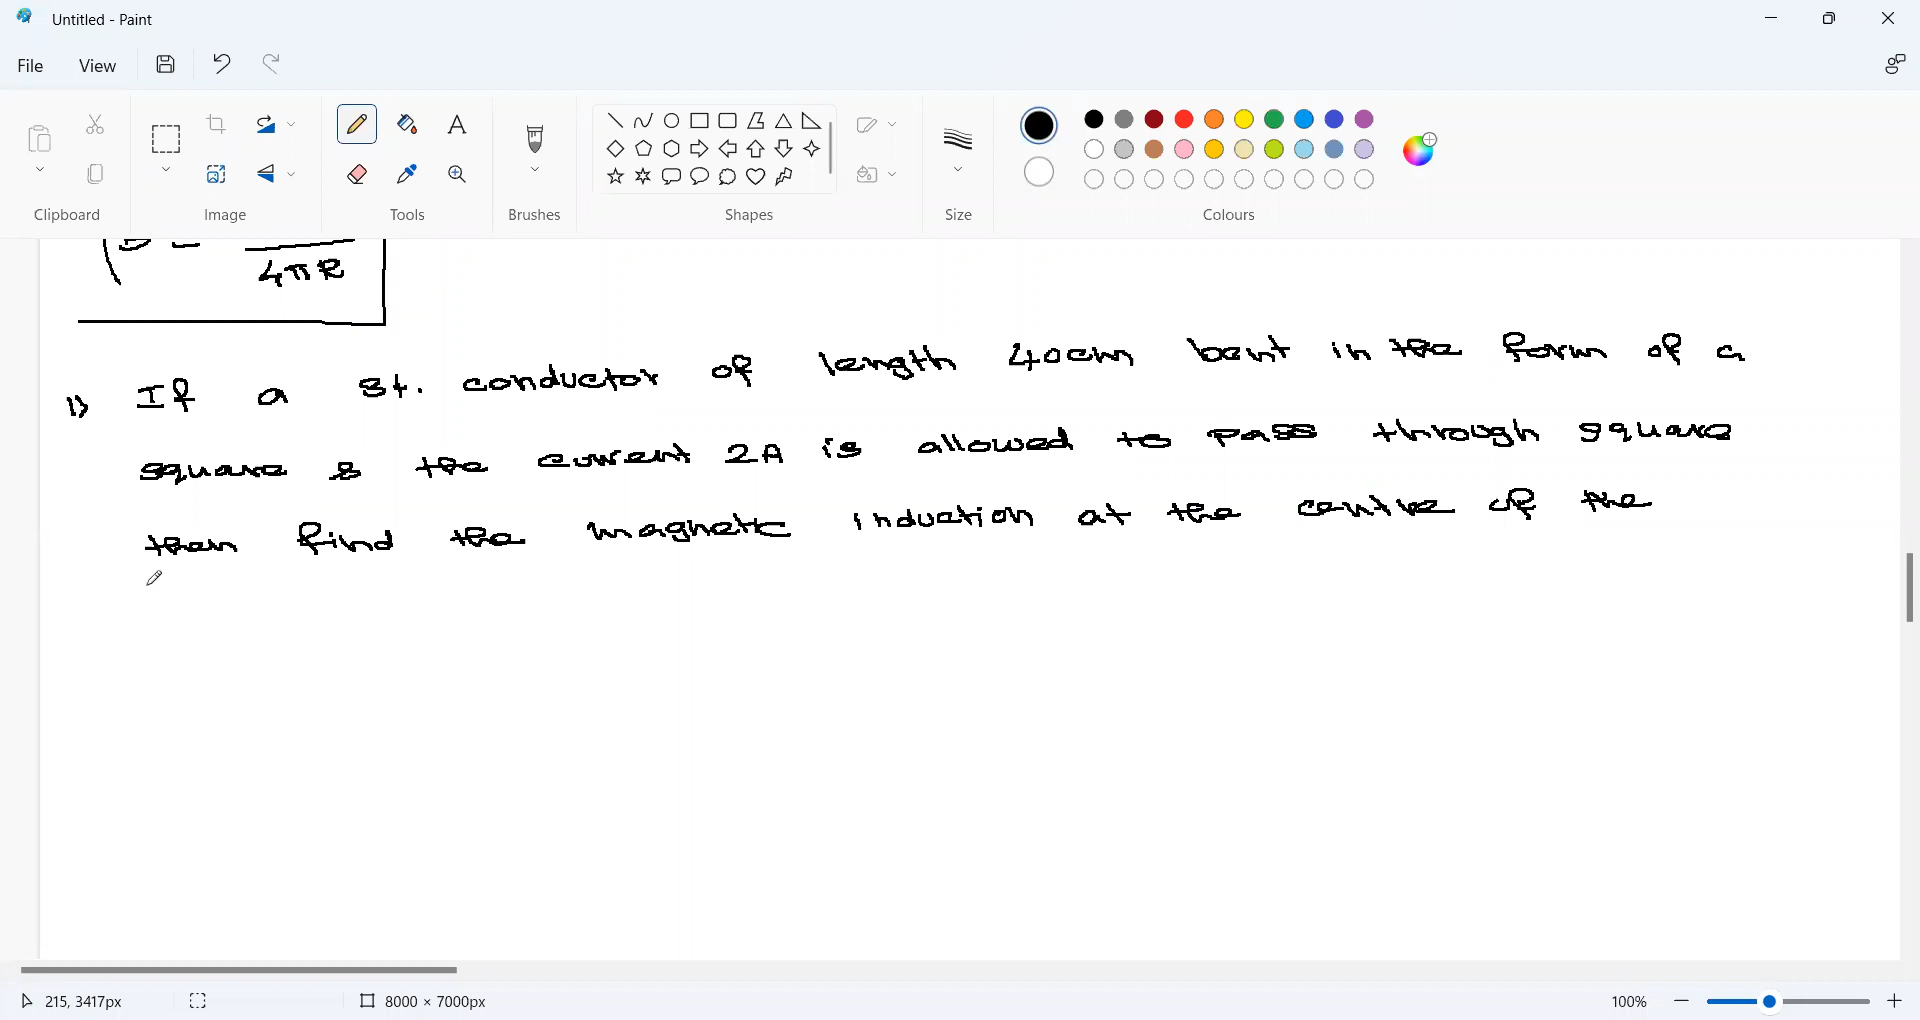 Untitled - Paint
File View
Clipboard Image Tools Brushes Shapes Size Colours
B =
4πR
1) If a st. conductor of length 40cm bent in the form of a
square & the current 2A is allowed to pass through square
then find the magnetic induction at the centre of the
215, 3417px 8000 × 7000px 100%